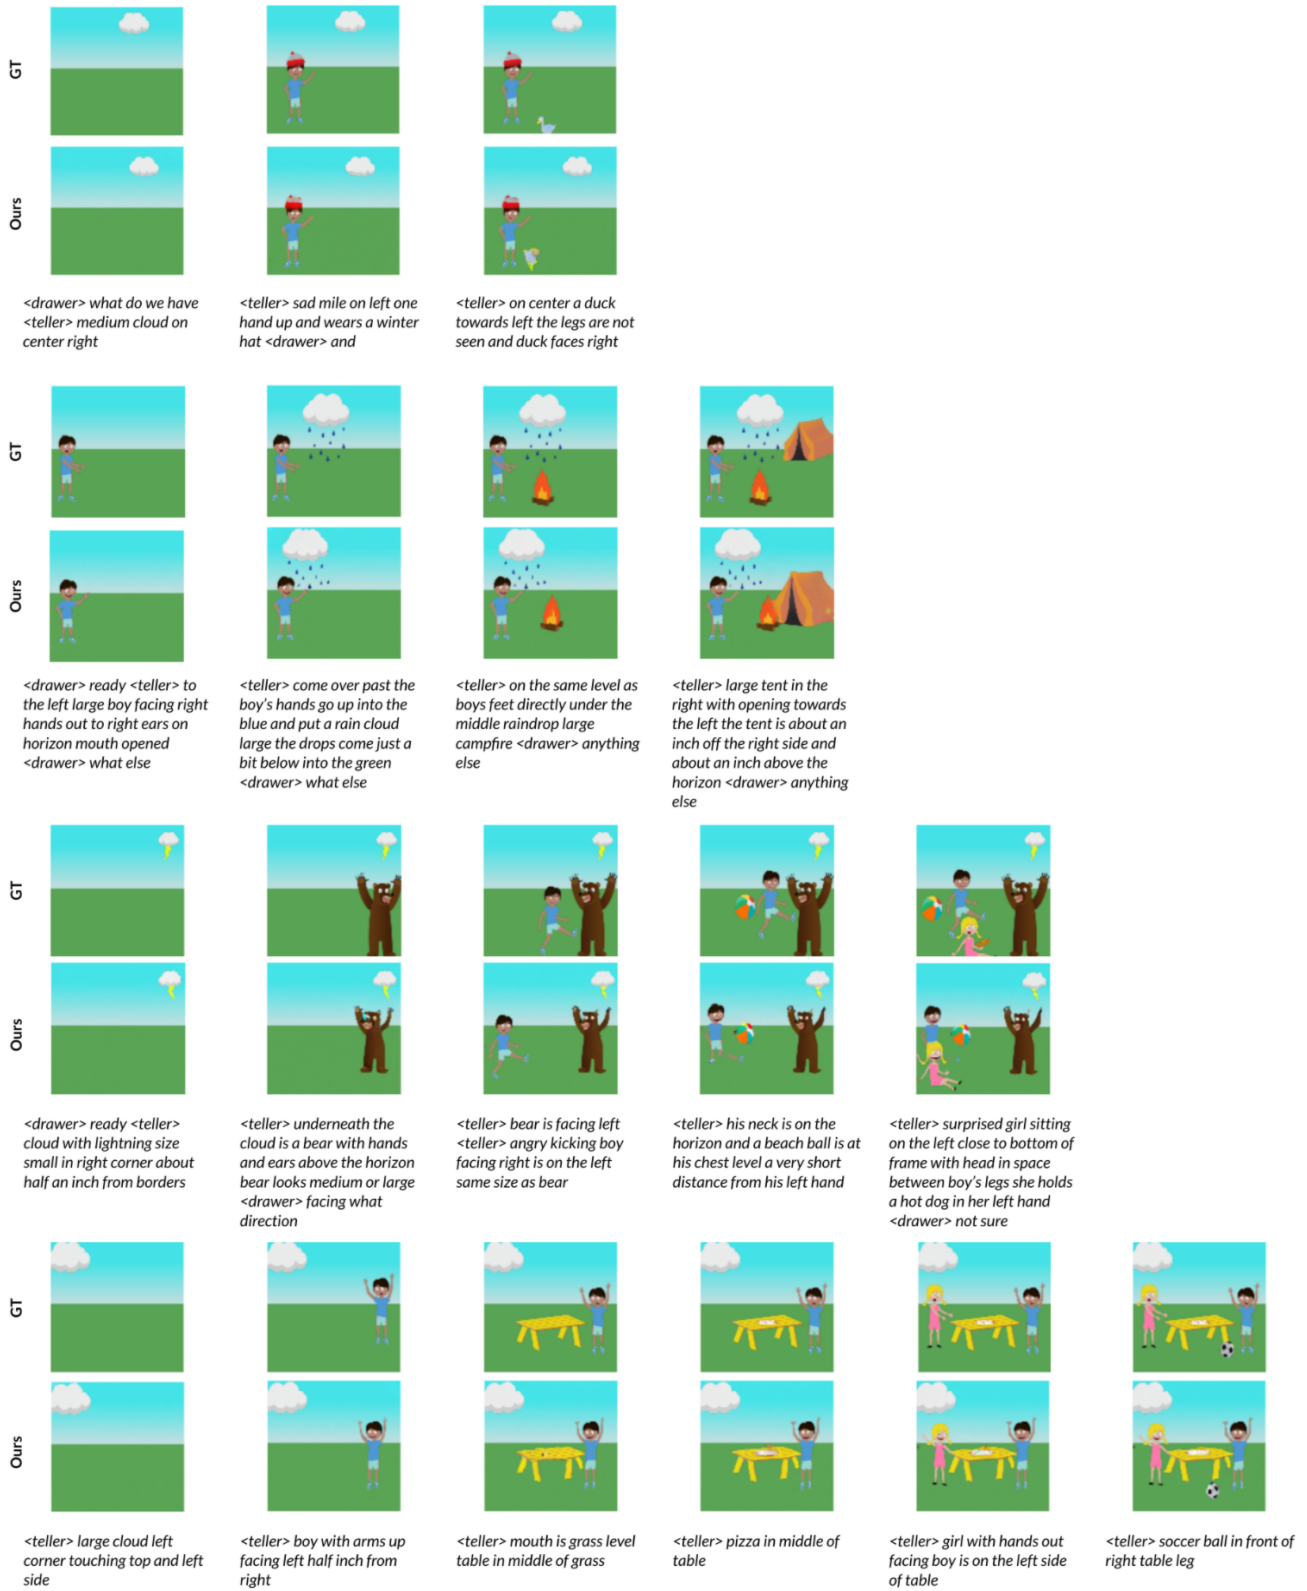 GT
Ours
<drawer> what do we have
<teller> medium cloud on
center right
<teller> sad mile on left one
hand up and wears a winter
hat <drawer> and
<teller> on center a duck
towards left the legs are not
seen and duck faces right
GT
Ours
<drawer> ready <teller> to
the left large boy facing right
hands out to right ears on
horizon mouth opened
<drawer> what else
<teller> come over past the
boy's hands go up into the
blue and put a rain cloud
large the drops come just a
bit below into the green
<drawer> what else
<teller> on the same level as
boys feet directly under the
middle raindrop large
campfire <drawer> anything
else
<teller> large tent in the
right with opening towards
the left the tent is about an
inch off the right side and
about an inch above the
horizon <drawer> anything
else
GT
Ours
<drawer> ready <teller>
cloud with lightning size
small in right corner about
half an inch from borders
<teller> underneath the
cloud is a bear with hands
and ears above the horizon
bear looks medium or large
<drawer> facing what
direction
<teller> bear is facing left
<teller> angry kicking boy
facing right is on the left
same size as bear
<teller> his neck is on the
horizon and a beach ball is at
his chest level a very short
distance from his left hand
<teller> surprised girl sitting
on the left close to bottom of
frame with head in space
between boy's legs she holds
a hot dog in her left hand
<drawer> not sure
GT
Ours
<teller> large cloud left
corner touching top and left
side
<teller> boy with arms up
facing left half inch from
right
<teller> mouth is grass level
table in middle of grass
<teller> pizza in middle of
table
<teller> girl with hands out
facing boy is on the left side
of table
<teller> soccer ball in front of
right table leg